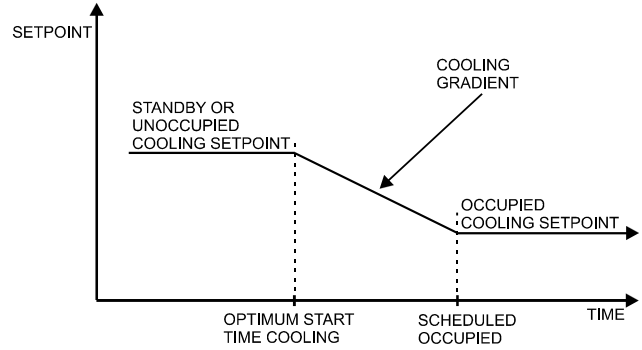 SETPOINT
COOLING
GRADIENT
STANDBY OR
UNOCCUPIED
COOLING SETPOINT
OCCUPIED
COOLING SETPOINT
TIME
OPTIMUM START
TIME COOLING
SCHEDULED
OCCUPIED